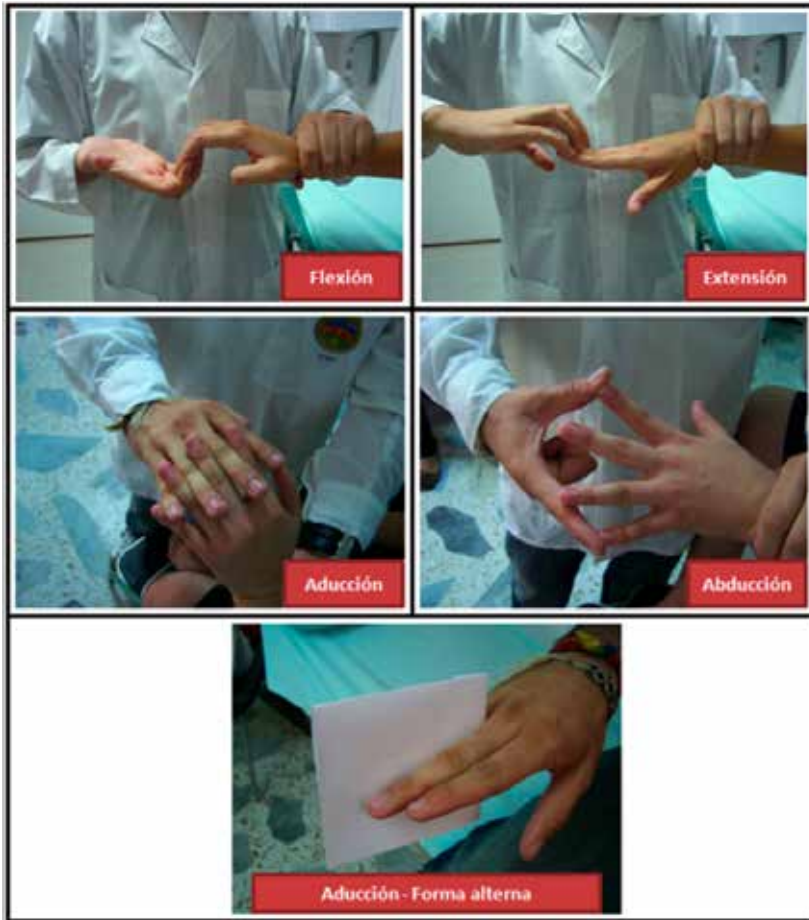 Flexión
Extensión
Aducción
Abducción
Aducción - Forma alterna